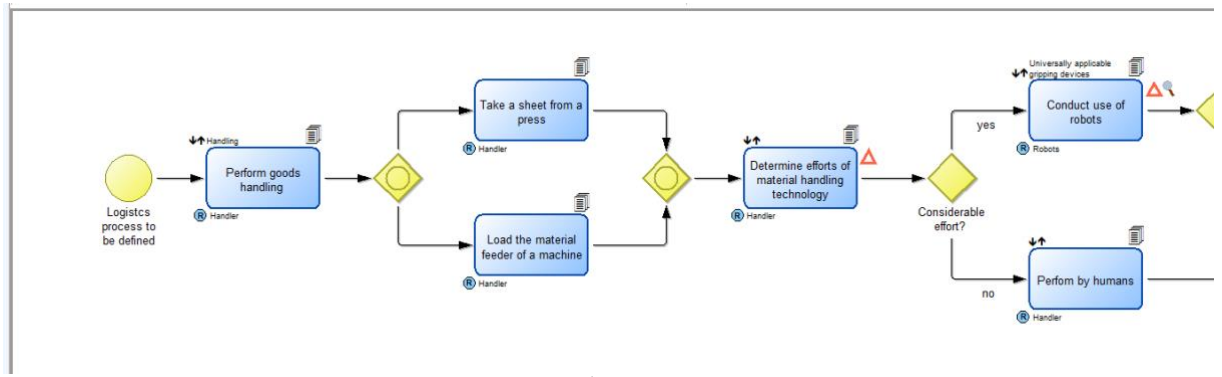 Logistcs
process to
be defined
Handling
Perform goods
handling
R Handler
Take a sheet from a
press
R Handler
Load the material
feeder of a machine
R Handler
Determine efforts of
material handling
technology
R Handler
Considerable
effort?
yes
no
Universally applicable
gripping devices
Conduct use of
robots
R Robots
Perfom by humans
R Handler